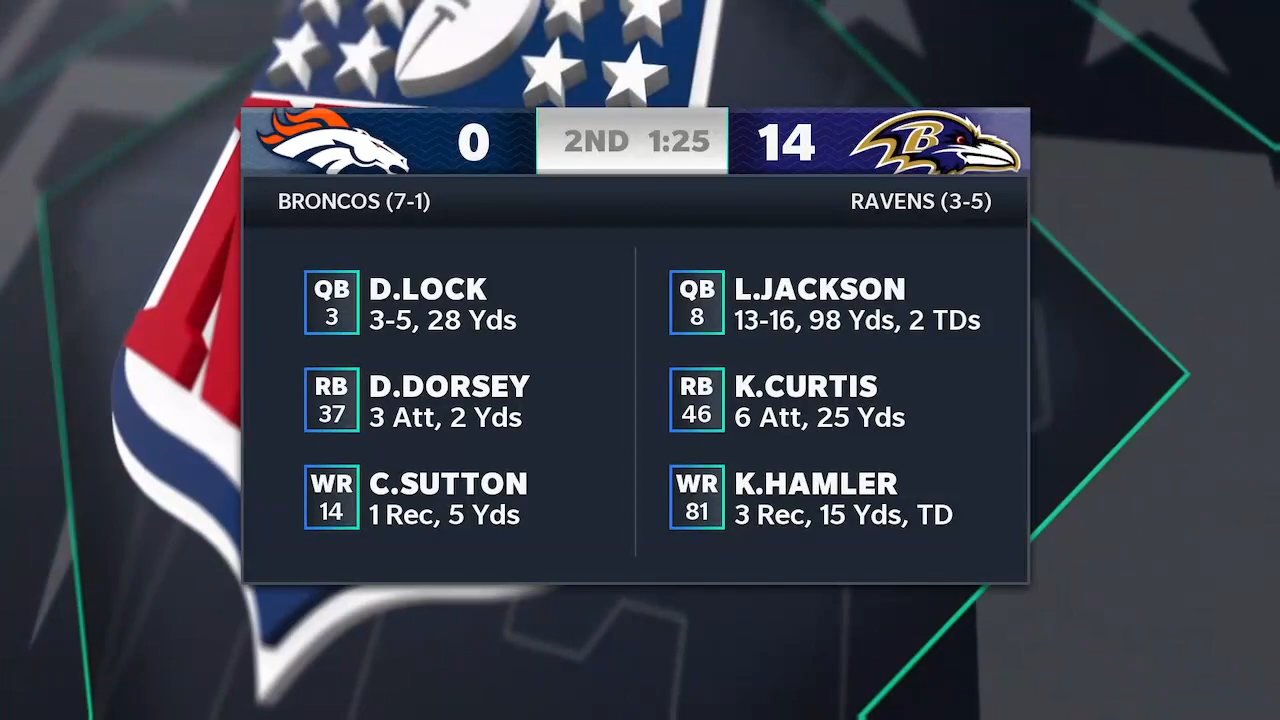 0 2ND 1:25 14 B
BRONCOS (7-1) RAVENS (3-5)
QB D.LOCK
3 3-5, 28 Yds
RB D.DORSEY
37 3 Att, 2 Yds
WR C.SUTTON
14 1 Rec, 5 Yds
QB L.JACKSON
8 13-16, 98 Yds, 2 TDs
RB K.CURTIS
46 6 Att, 25 Yds
WR K.HAMLER
81 3 Rec, 15 Yds, TD